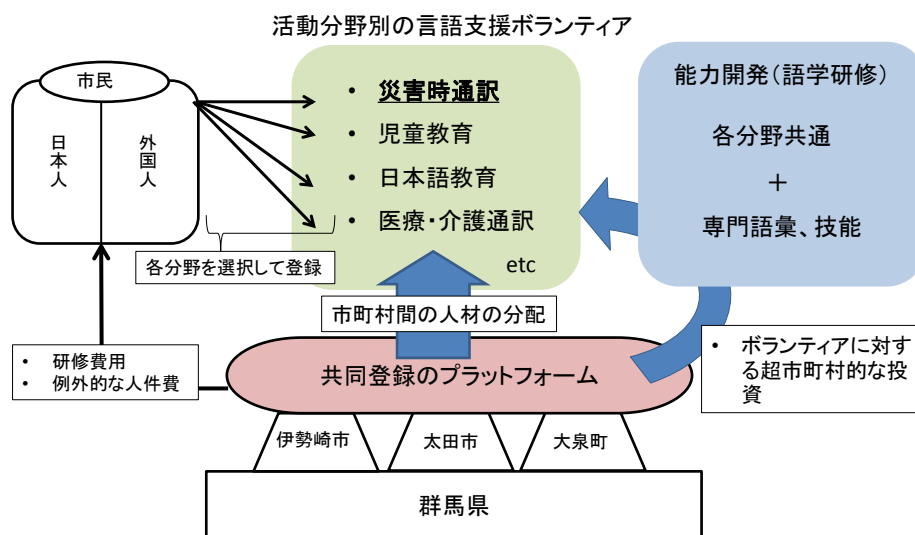 活動分野別の言語支援ボランティア
市民
日本人
外国人
• 災害時通訳
• 児童教育
• 日本語教育
• 医療・介護通訳
etc
能力開発(語学研修)
各分野共通
+
専門語彙、技能
各分野を選択して登録
市町村間の人材の分配
• 研修費用
• 例外的な人件費
共同登録のプラットフォーム
• ボランティアに対す
る超市町村的な投
資
伊勢崎市
太田市
大泉町
群馬県